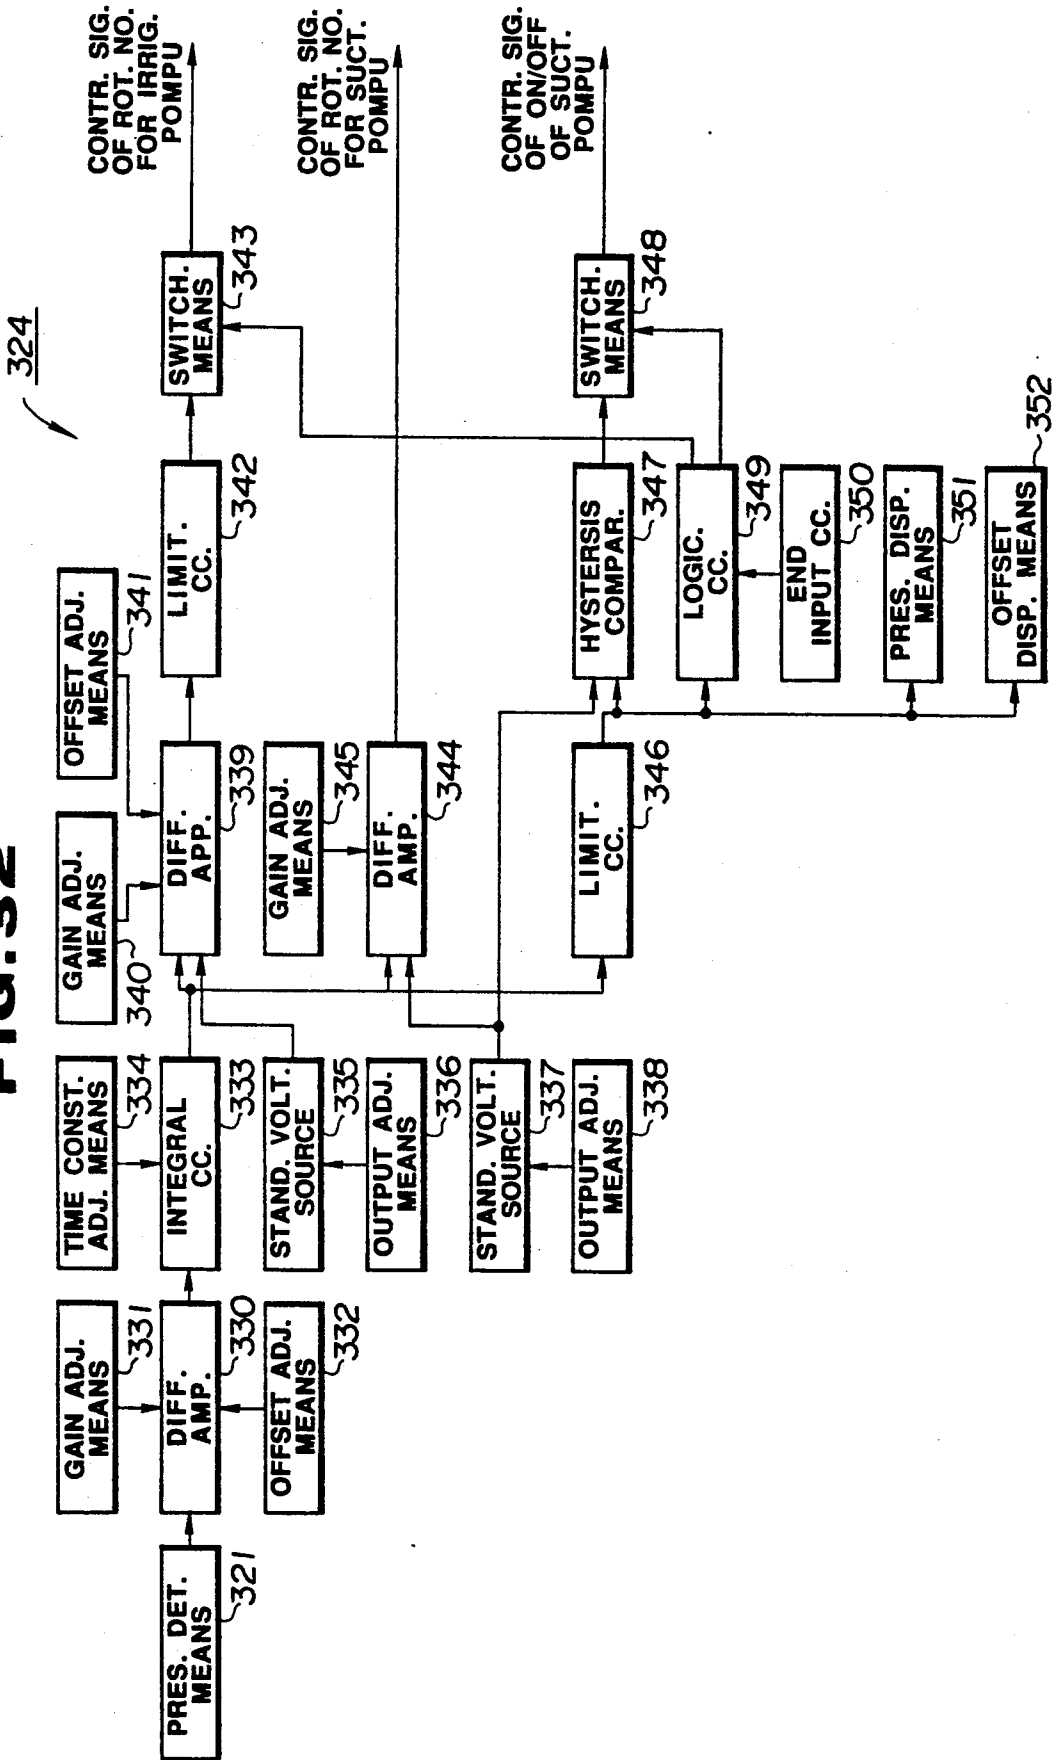 FIG.32
324
PRES. DET.
MEANS
321
GAIN ADJ.
MEANS
331
DIFF.
AMP.
330
OFFSET ADJ.
MEANS
332
TIME CONST.
ADJ. MEANS
334
INTEGRAL
CC.
333
STAND. VOLT.
SOURCE
335
OUTPUT ADJ.
MEANS
336
STAND. VOLT.
SOURCE
337
OUTPUT ADJ.
MEANS
338
GAIN ADJ.
MEANS
340
OFFSET ADJ.
MEANS
341
DIFF.
APP.
339
GAIN ADJ.
MEANS
345
DIFF.
AMP.
344
LIMIT.
CC.
346
LIMIT.
CC.
342
HYSTERSIS
COMPAR.
347
LOGIC.
CC.
349
END
INPUT CC.
350
PRES. DISP.
MEANS
351
OFFSET
DISP. MEANS
352
SWITCH.
MEANS
343
SWITCH.
MEANS
348
CONTR. SIG.
OF ROT. NO.
FOR IRRIG.
POMPU
CONTR. SIG.
OF ROT. NO.
FOR SUCT.
POMPU
CONTR. SIG.
OF ON/OFF
OF SUCT.
POMPU